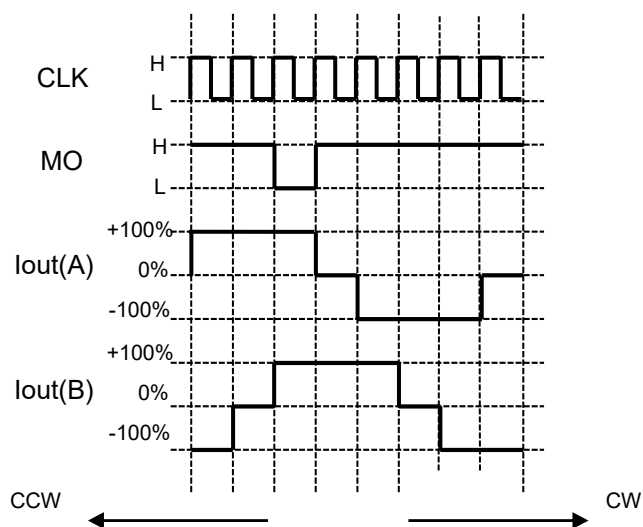 CLK
H
L
MO
H
L
Iout(A)
+100%
0%
-100%
Iout(B)
+100%
0%
-100%
CCW
CW